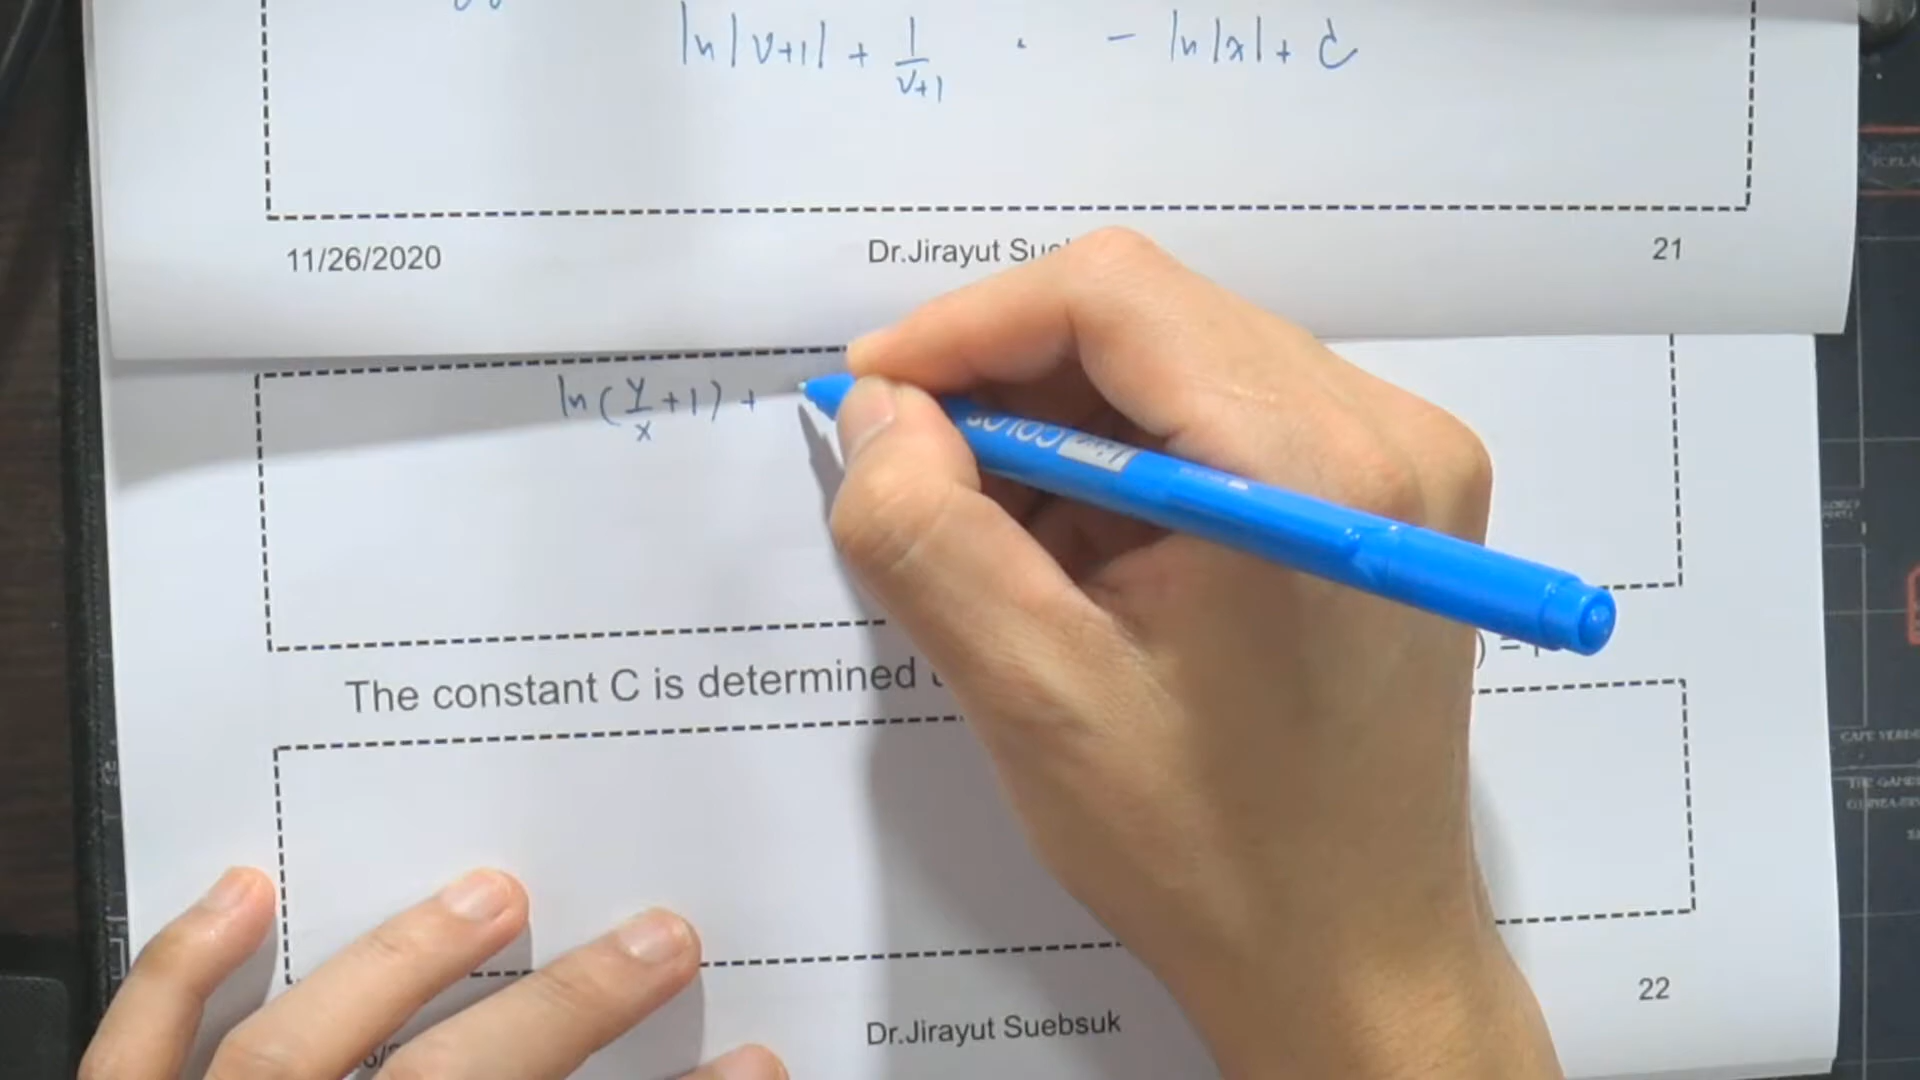 ln|v+1| + 1/(v+1) · - ln|x| + C
11/26/2020 Dr.Jirayut 21
ln(y/x +1) +
The constant C is determined
Dr.Jirayut Suebsuk 22